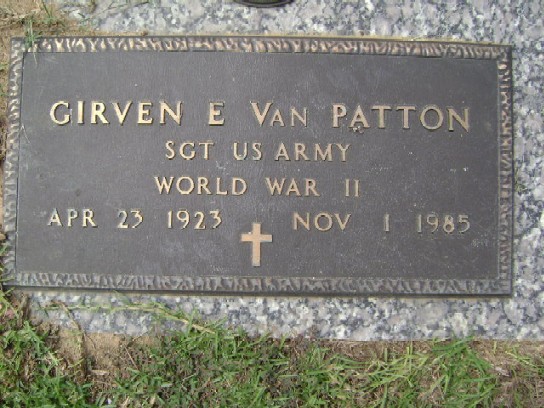 GIRVEN E VAN PATTON
SGT US ARMY
WORLD WAR II
APR 23 1923 NOV 1 1985